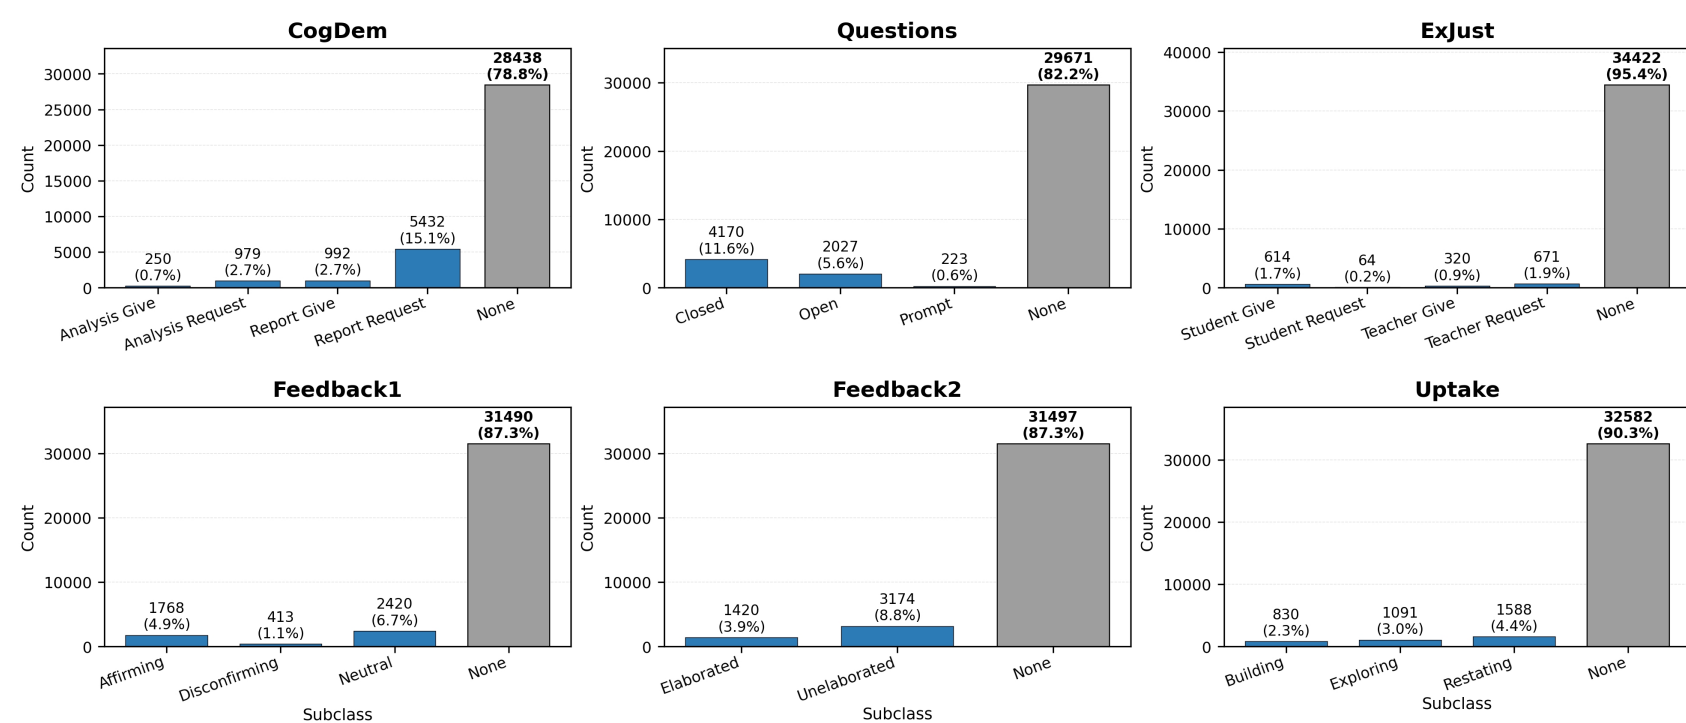 CogDem
Count
30000
25000
20000
15000
10000
5000
0
250
(0.7%)
979
(2.7%)
992
(2.7%)
5432
(15.1%)
28438
(78.8%)
Analysis Give
Analysis Request
Report Give
Report Request
None
Questions
Count
30000
20000
10000
0
4170
(11.6%)
2027
(5.6%)
223
(0.6%)
29671
(82.2%)
Closed
Open
Prompt
None
ExJust
Count
40000
30000
20000
10000
0
614
(1.7%)
64
(0.2%)
320
(0.9%)
671
(1.9%)
34422
(95.4%)
Student Give
Student Request
Teacher Give
Teacher Request
None
Feedback1
Count
30000
20000
10000
0
1768
(4.9%)
413
(1.1%)
2420
(6.7%)
31490
(87.3%)
Affirming
Disconfirming
Neutral
None
Subclass
Feedback2
Count
30000
20000
10000
0
1420
(3.9%)
3174
(8.8%)
31497
(87.3%)
Elaborated
Unelaborated
None
Subclass
Uptake
Count
30000
20000
10000
0
830
(2.3%)
1091
(3.0%)
1588
(4.4%)
32582
(90.3%)
Building
Exploring
Restating
None
Subclass